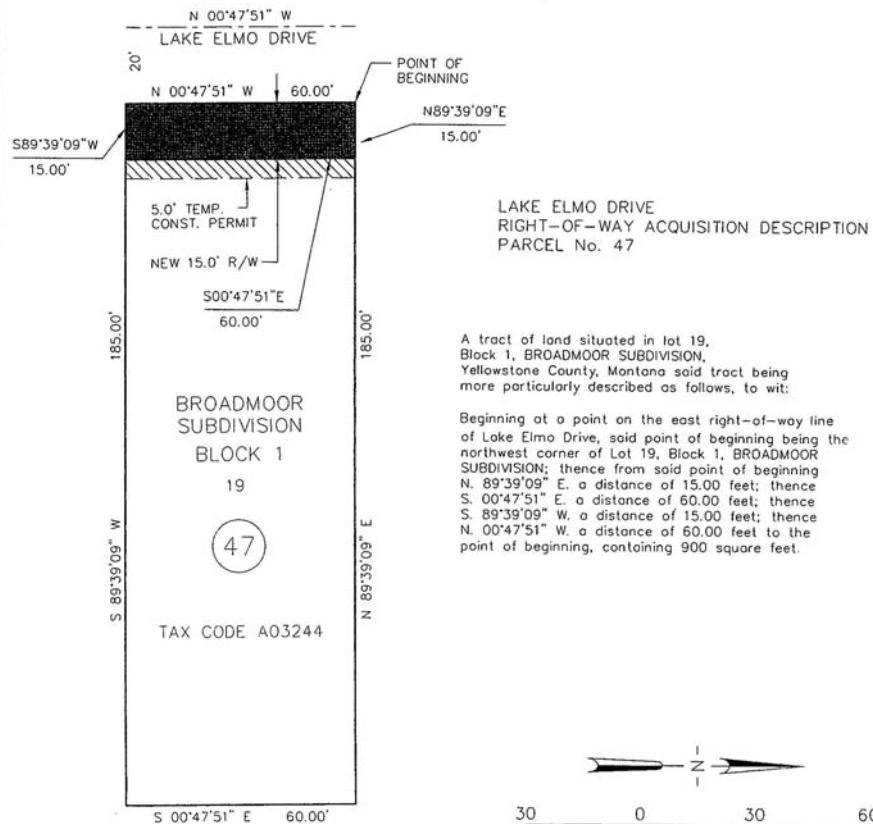 N 00°47'51" W
LAKE ELMO DRIVE
20'
POINT OF
BEGINNING
N 00°47'51" W 60.00'
N89°39'09"E
15.00'
S89°39'09"W
15.00'
5.0' TEMP.
CONST. PERMIT
NEW 15.0' R/W
S00°47'51"E
60.00'
185.00'
185.00'
BROADMOOR
SUBDIVISION
BLOCK 1
19
47
S 89°39'09" W
N 89°39'09" E
TAX CODE A03244
S 00°47'51" E 60.00'
LAKE ELMO DRIVE
RIGHT-OF-WAY ACQUISITION DESCRIPTION
PARCEL No. 47
A tract of land situated in lot 19,
Block 1, BROADMOOR SUBDIVISION,
Yellowstone County, Montana said tract being
more particularly described as follows, to wit:
Beginning at a point on the east right-of-way line
of Lake Elmo Drive, said point of beginning being the
northwest corner of Lot 19, Block 1, BROADMOOR
SUBDIVISION; thence from said point of beginning
N. 89°39'09" E. a distance of 15.00 feet; thence
S. 00°47'51" E. a distance of 60.00 feet; thence
S. 89°39'09" W. a distance of 15.00 feet; thence
N. 00°47'51" W. a distance of 60.00 feet to the
point of beginning, containing 900 square feet.
N
30 0 30 60